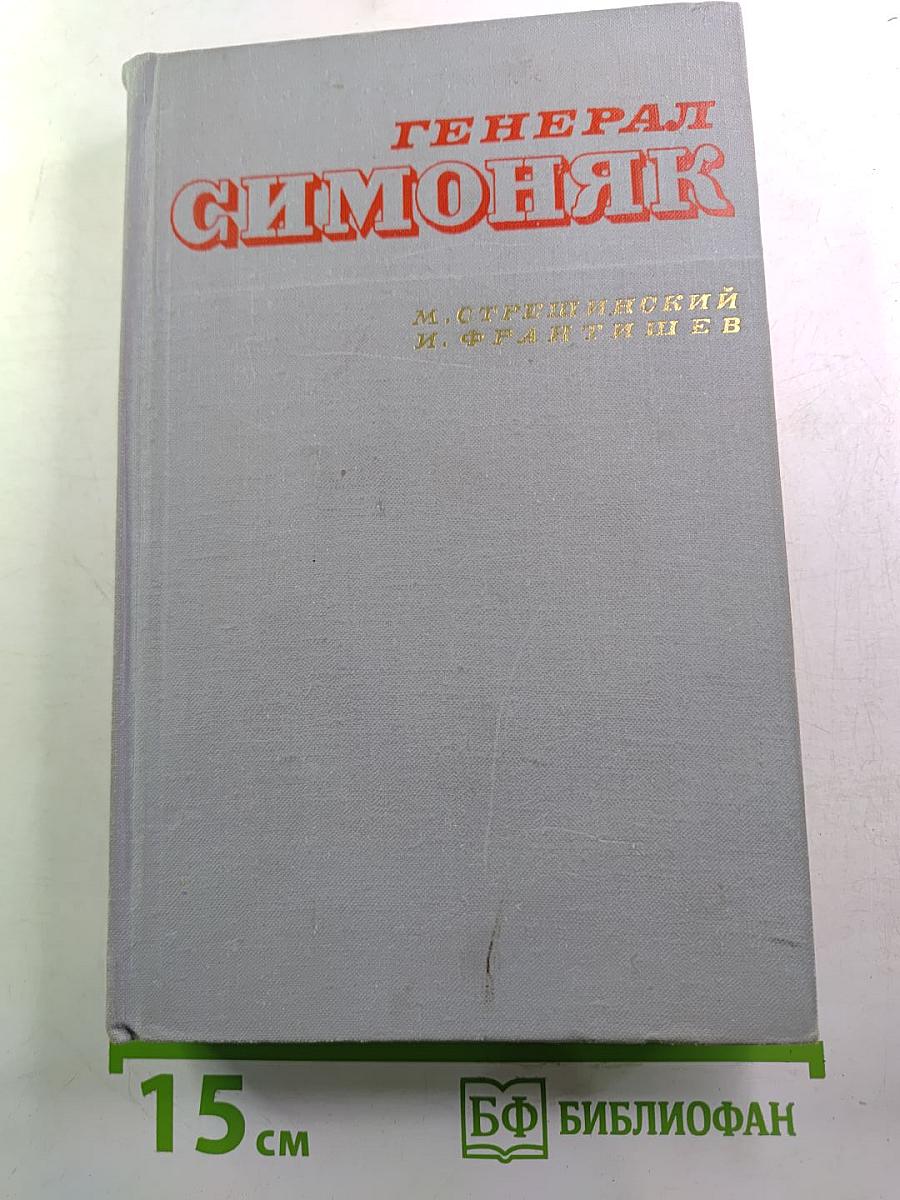 ГЕНЕРАЛ
СИМОНЯК
М. СТРЕШИНСКИЙ
И. ФРАНТИШЕВ
15 см
БФ БИБЛИОФАН